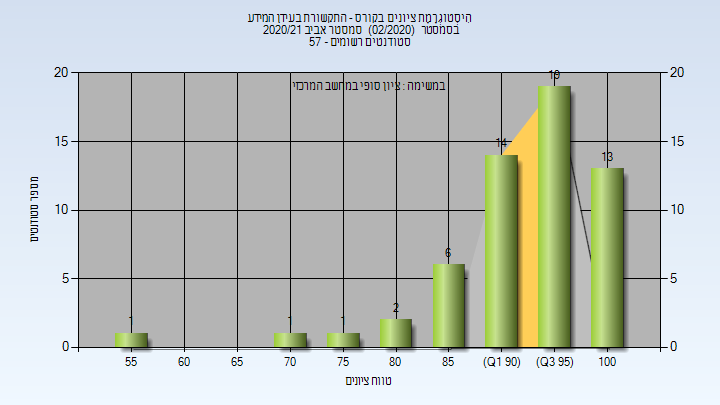 היסטוגרמת ציונים בקורס - התקשורת בעידן המידע
בסמסטר (02/2020) סמסטר אביב 2020/21
סטודנטים רשומים - 57
במשימה : ציון סופי במחשב המרכזי
20 20
15 15
10 10
5 5
0 0
מספר סטודנטים
1 1 1 2 6 14 19 13
55 60 65 70 75 80 85 (Q1 90) (Q3 95) 100
טווח ציונים